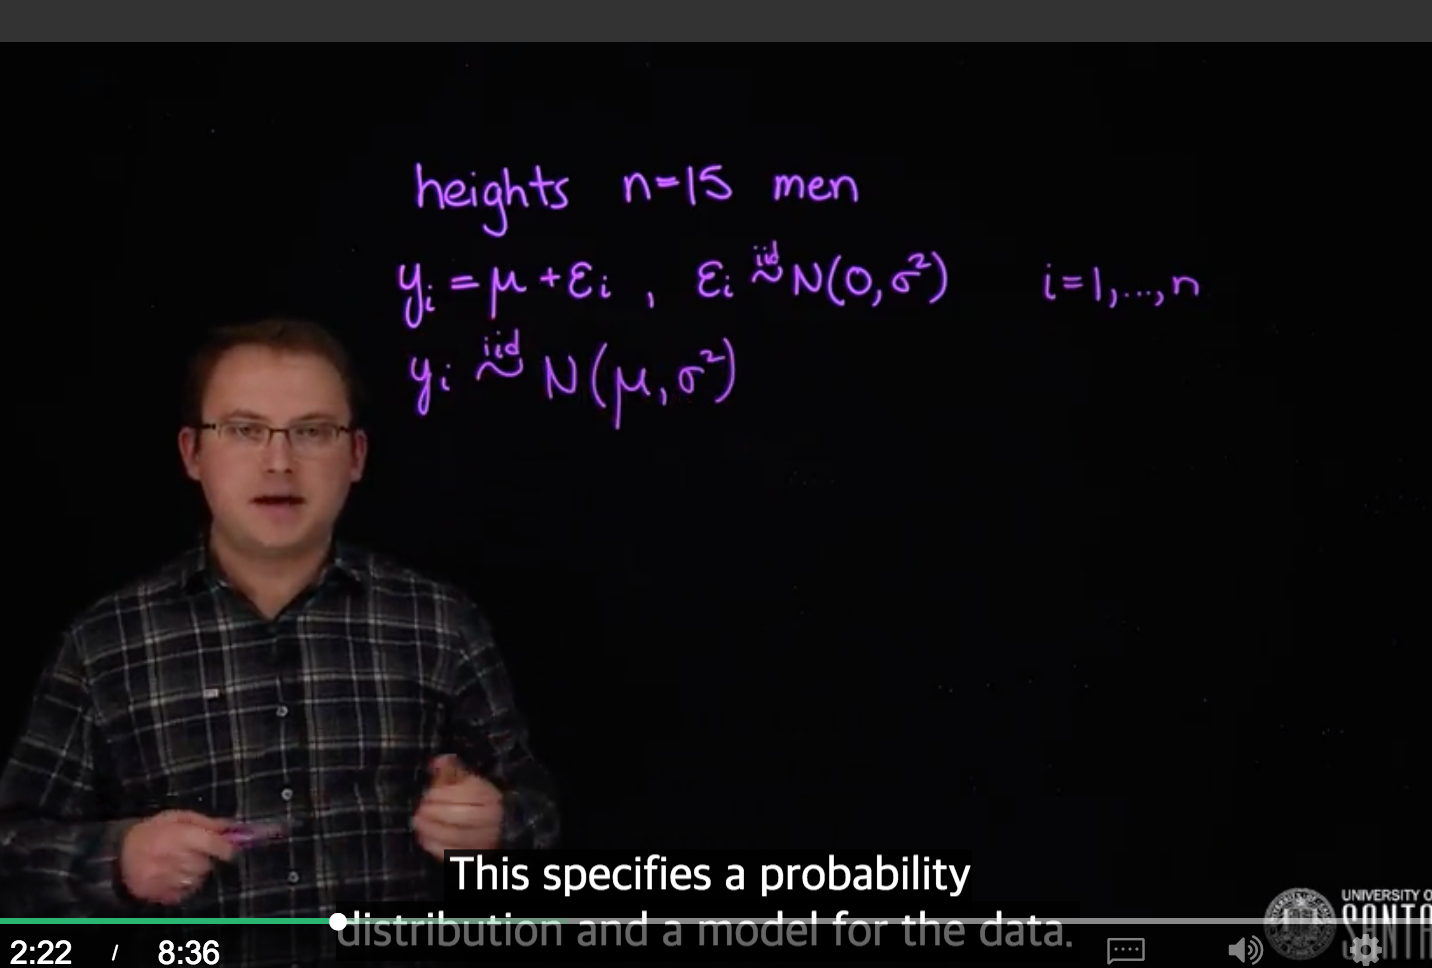 heights n=15 men
yᵢ = μ + εᵢ , εᵢ iid ~ N(0, σ²) i=1,...,n
yᵢ iid ~ N(μ, σ²)
This specifies a probability
distribution and a model for the data.
2:22 / 8:36
UNIVERSITY O